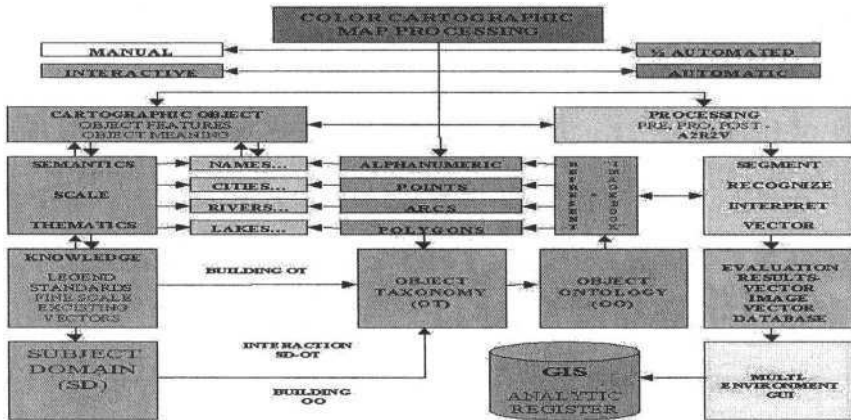 COLOR CARTOGRAPHIC
MAP PROCESSING
MANUAL
½ AUTOMATED
INTERACTIVE
AUTOMATIC
CARTOGRAPHIC OBJECT
OBJECT FEATURES
OBJECT MEANING
PROCESSING
PRE, PRO, POST -
A2R2V
SEMANTICS
SCALE
THEMATICS
NAMES...
CITIES...
RIVERS...
LAKES...
ALPHANUMERIC
POINTS
ARCS
POLYGONS
SEGMENT
RECOGNIZE
INTERPRET
VECTOR
KNOWLEDGE
LEGEND
STANDARDS
FINE SCALE
EXCISTING
VECTORS
BUILDING OT
OBJECT
TAXONOMY
(OT)
OBJECT
ONTOLOGY
(OO)
EVALUATION
RESULTS-
VECTOR
IMAGE
VECTOR
DATABASE
SUBJECT
DOMAIN
(SD)
INTERACTION
SD-OT
BUILDING
OO
GIS
ANALYTIC
REGISTER
MULTI-
ENVIRONMENT
GUI